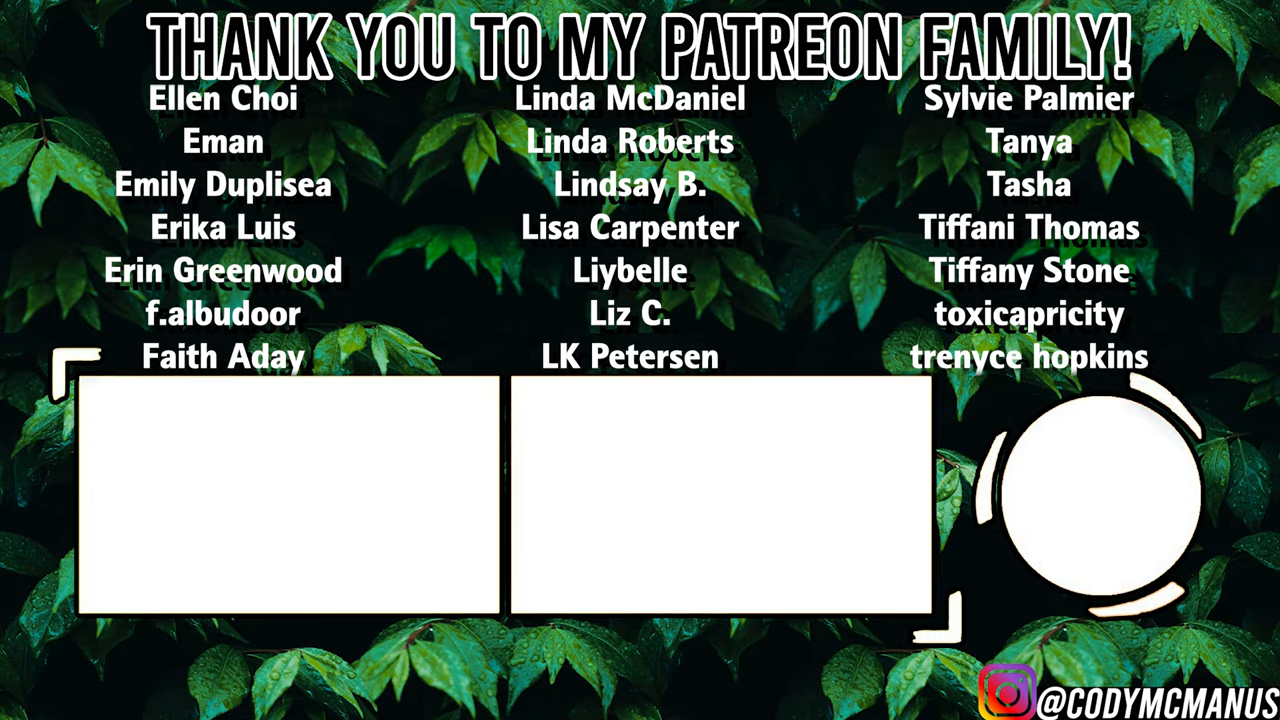 THANK YOU TO MY PATREON FAMILY!
Ellen Choi
Eman
Emily Duplisea
Erika Luis
Erin Greenwood
f.albudoor
Faith Aday
Linda McDaniel
Linda Roberts
Lindsay B.
Lisa Carpenter
Liybelle
Liz C.
LK Petersen
Sylvie Palmier
Tanya
Tasha
Tiffani Thomas
Tiffany Stone
toxicapricity
trenyce hopkins
@CODYMCMANUS